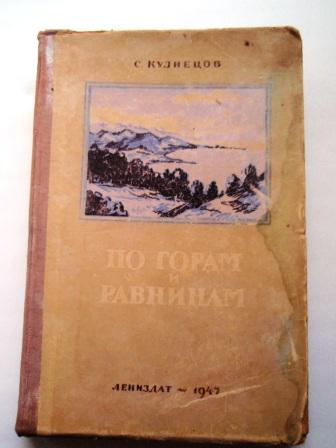 С. КУЗНЕЦОВ
ПО ГОРАМ
И
РАВНИНАМ
ЛЕНИЗДАТ ~ 1947